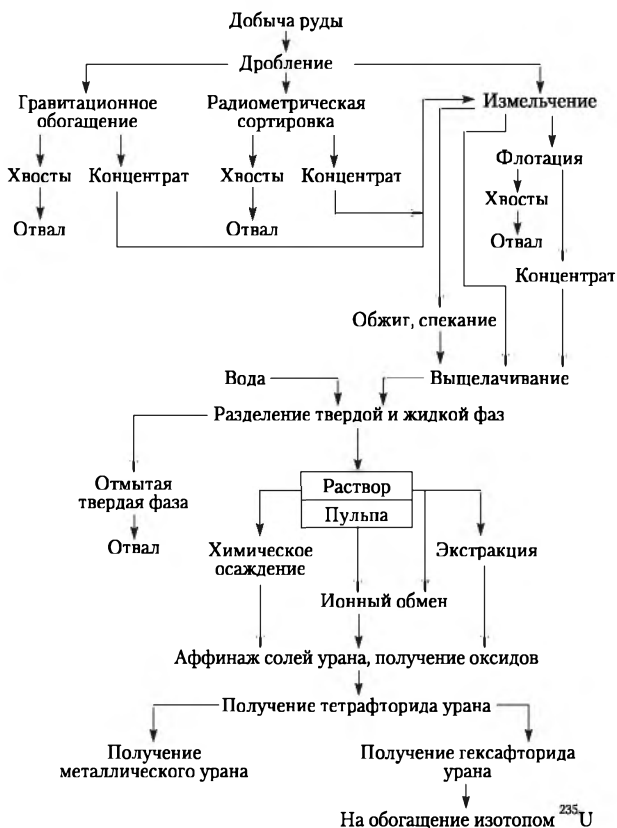 Добыча руды
Дробление
Гравитационное
обогащение
Радиометрическая
сортировка
Измельчение
Флотация
Хвосты
Концентрат
Хвосты
Концентрат
Хвосты
Отвал
Отвал
Отвал
Концентрат
Обжиг, спекание
Вода
Выщелачивание
Разделение твердой и жидкой фаз
Отмытая
твердая фаза
Раствор
Пульпа
Отвал
Химическое
осаждение
Экстракция
Ионный обмен
Аффинаж солей урана, получение оксидов
Получение тетрафторида урана
Получение
металлического урана
Получение гексафторида
урана
На обогащение изотопом ²³⁵U